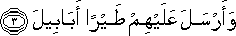 وَأَرْسَلَ عَلَيْهِمْ طَيْرًا أَبَابِيلَ ﴿٣﴾